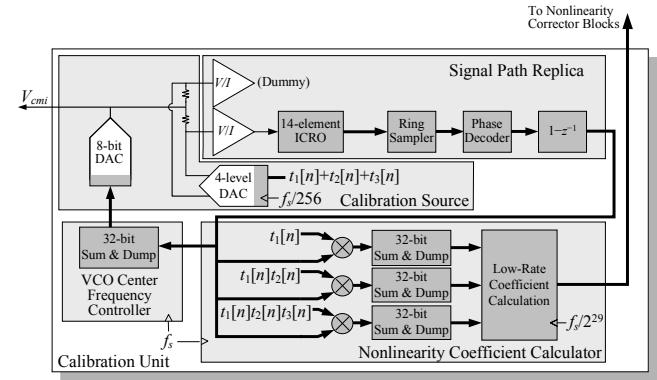 To Nonlinearity
Corrector Blocks
Signal Path Replica
V/I
(Dummy)
V_cmi
V/I
14-element
ICRO
Ring
Sampler
Phase
Decoder
1−z⁻¹
8-bit
DAC
4-level
DAC
t₁[n]+t₂[n]+t₃[n]
fₛ/256
Calibration Source
32-bit
Sum & Dump
VCO Center
Frequency
Controller
t₁[n]
32-bit
Sum & Dump
t₁[n]t₂[n]
32-bit
Sum & Dump
t₁[n]t₂[n]t₃[n]
32-bit
Sum & Dump
Low-Rate
Coefficient
Calculation
fₛ/2²⁹
fₛ
Calibration Unit
Nonlinearity Coefficient Calculator